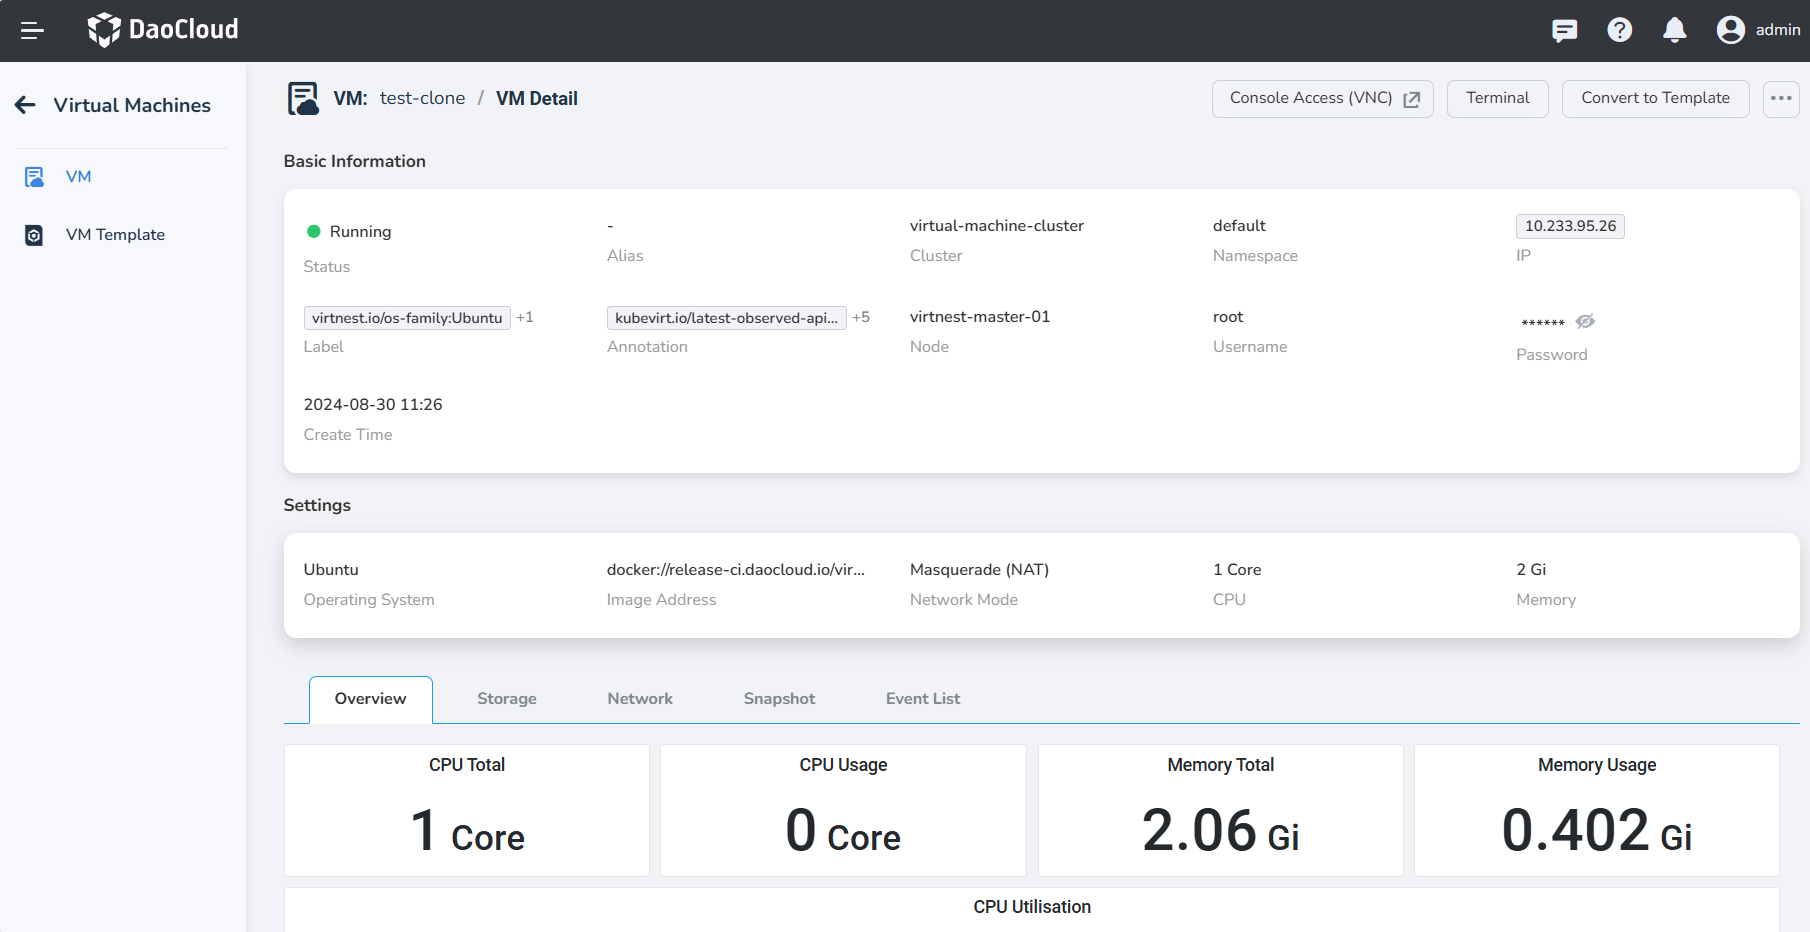 DaoCloud
admin
Virtual Machines
VM
VM Template
VM: test-clone / VM Detail
Console Access (VNC)
Terminal
Convert to Template
Basic Information
Running
Status
-
Alias
virtual-machine-cluster
Cluster
default
Namespace
10.233.95.26
IP
virtnest.io/os-family:Ubuntu +1
Label
kubevirt.io/latest-observed-api... +5
Annotation
virtnest-master-01
Node
root
Username
******
Password
2024-08-30 11:26
Create Time
Settings
Ubuntu
Operating System
docker://release-ci.daocloud.io/vir...
Image Address
Masquerade (NAT)
Network Mode
1 Core
CPU
2 Gi
Memory
Overview
Storage
Network
Snapshot
Event List
CPU Total
1 Core
CPU Usage
0 Core
Memory Total
2.06 Gi
Memory Usage
0.402 Gi
CPU Utilisation